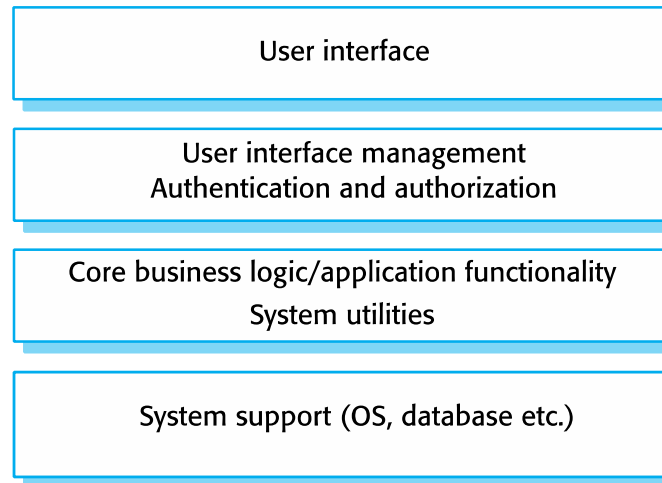 User interface
User interface management
Authentication and authorization
Core business logic/application functionality
System utilities
System support (OS, database etc.)